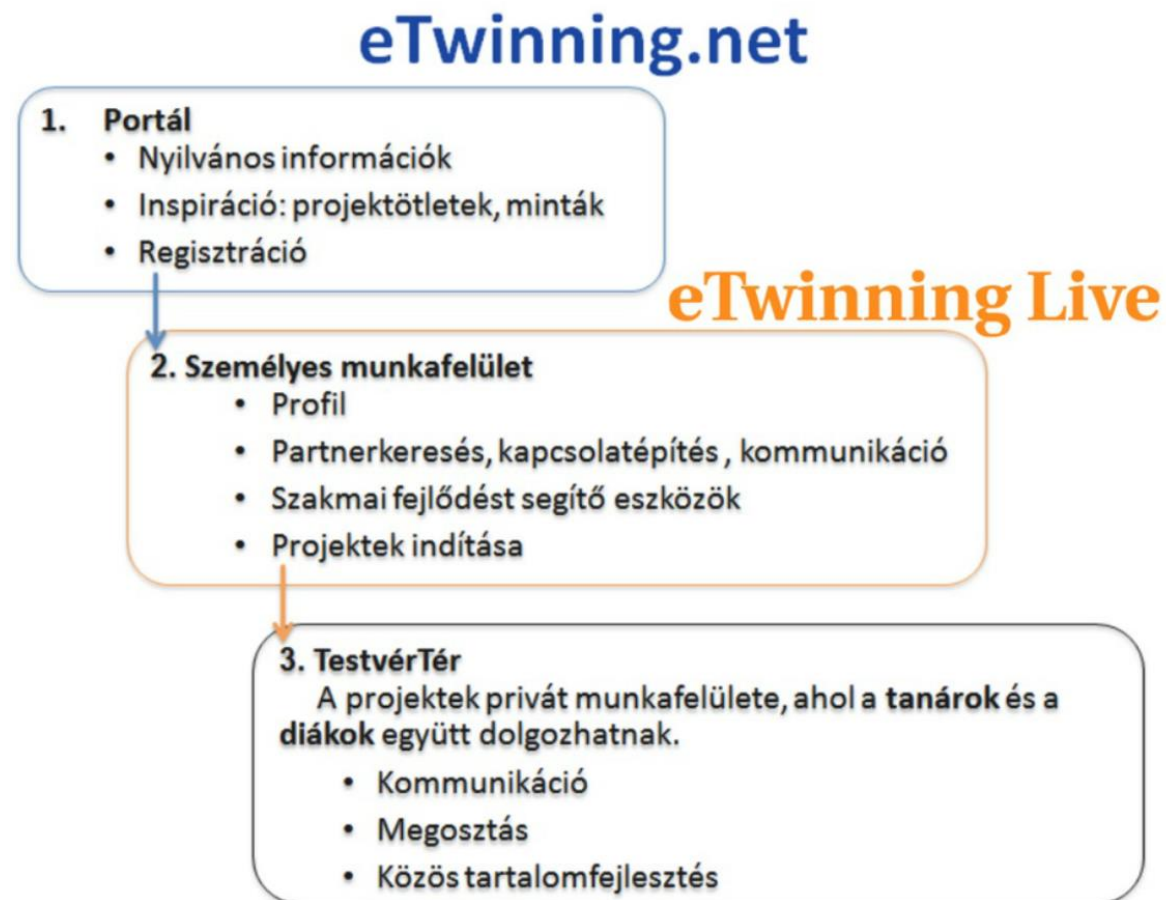 eTwinning.net
1. Portál
• Nyilvános információk
• Inspiráció: projektötletek, minták
• Regisztráció
eTwinning Live
2. Személyes munkafelület
• Profil
• Partnerkeresés, kapcsolatépítés , kommunikáció
• Szakmai fejlődést segítő eszközök
• Projektek indítása
3. TestvérTér
A projektek privát munkafelülete, ahol a tanárok és a
diákok együtt dolgozhatnak.
• Kommunikáció
• Megosztás
• Közös tartalomfejlesztés